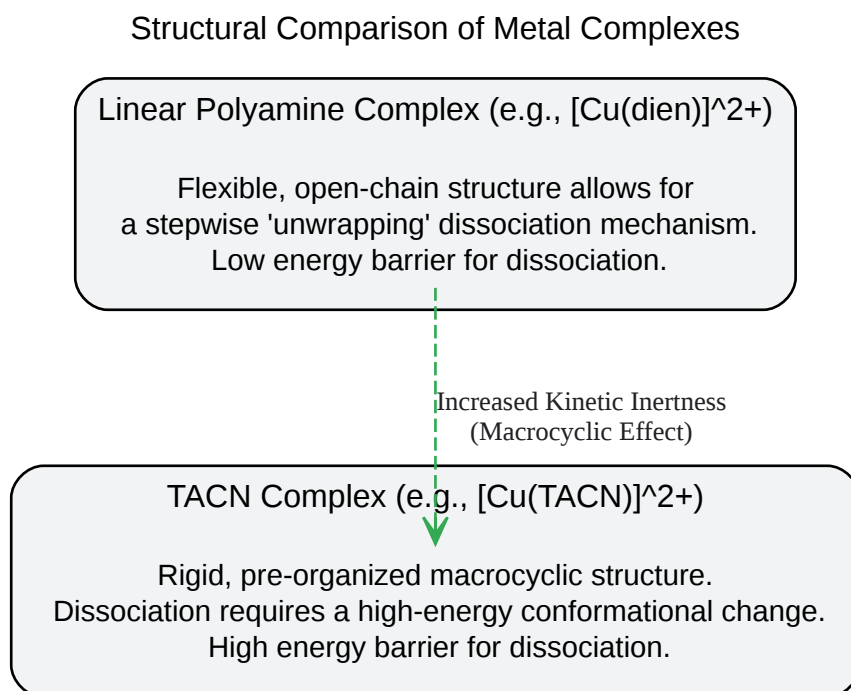 Structural Comparison of Metal Complexes
Linear Polyamine Complex (e.g., [Cu(dien)]^2+)
Flexible, open-chain structure allows for
a stepwise 'unwrapping' dissociation mechanism.
Low energy barrier for dissociation.
Increased Kinetic Inertness
(Macrocyclic Effect)
TACN Complex (e.g., [Cu(TACN)]^2+)
Rigid, pre-organized macrocyclic structure.
Dissociation requires a high-energy conformational change.
High energy barrier for dissociation.